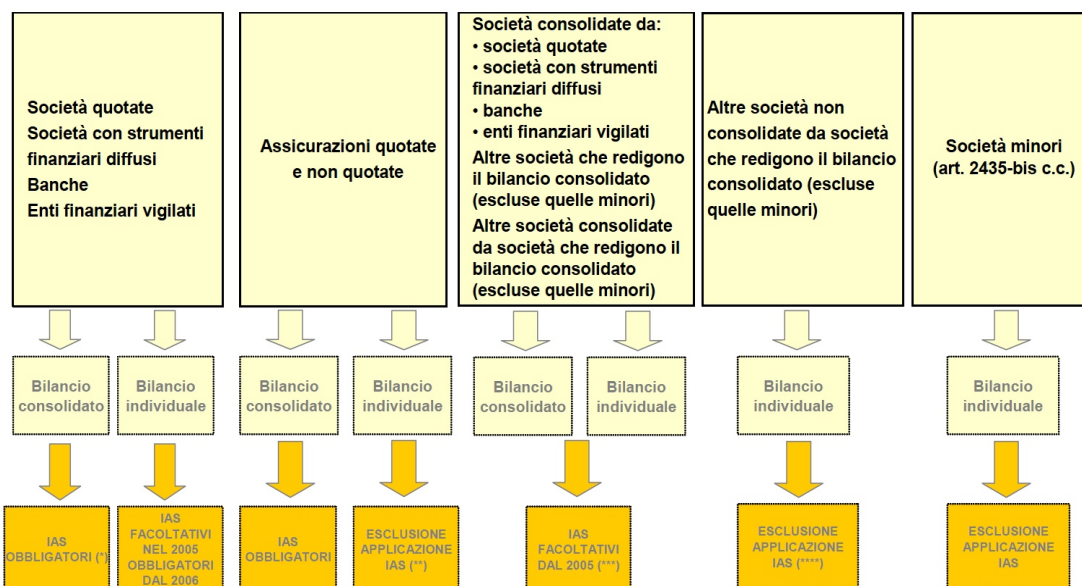 Società quotate
Società con strumenti
finanziari diffusi
Banche
Enti finanziari vigilati
Assicurazioni quotate
e non quotate
Società consolidate da:
• società quotate
• società con strumenti
finanziari diffusi
• banche
• enti finanziari vigilati
Altre società che redigono
il bilancio consolidato
(escluse quelle minori)
Altre società consolidate
da società che redigono il
bilancio consolidato
(escluse quelle minori)
Altre società non
consolidate da società
che redigono il bilancio
consolidato (escluse
quelle minori)
Società minori
(art. 2435-bis c.c.)
Bilancio
consolidato
Bilancio
individuale
Bilancio
consolidato
Bilancio
individuale
Bilancio
consolidato
Bilancio
individuale
Bilancio
individuale
Bilancio
individuale
IAS
OBBLIGATORI (*)
IAS
FACOLTATIVI
NEL 2005
OBBLIGATORI
DAL 2006
IAS
OBBLIGATORI
ESCLUSIONE
APPLICAZIONE
IAS (**)
IAS
FACOLTATIVI
DAL 2005 (***)
ESCLUSIONE
APPLICAZIONE
IAS (****)
ESCLUSIONE
APPLICAZIONE
IAS